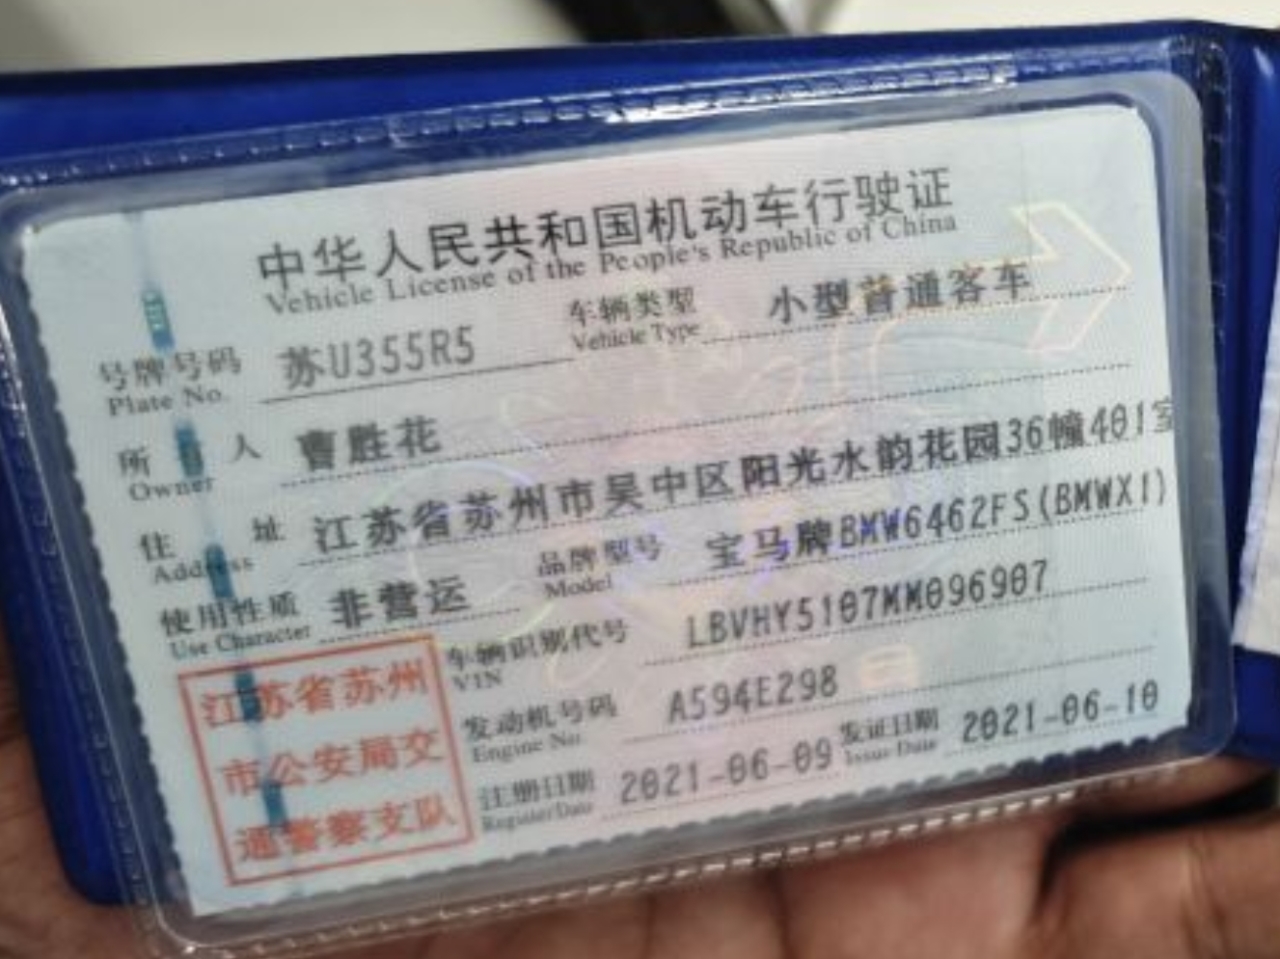 中华人民共和国机动车行驶证
Vehicle License of the People's Republic of China
号牌号码 苏U355R5 车辆类型 小型普通客车
Plate No. Vehicle Type
所 人 曹胜花
Owner
住 址 江苏省苏州市吴中区阳光水韵花园36幢401室
Address
使用性质 非营运 品牌型号 宝马牌BMW6462FS(BMWX1)
Use Character Model
车辆识别代号 LBVHY5107MM096907
VIN
发动机号码 A594E298
Engine No.
注册日期 2021-06-09 发证日期 2021-06-10
Register Date Issue Date
江苏省苏州
市公安局交
通警察支队